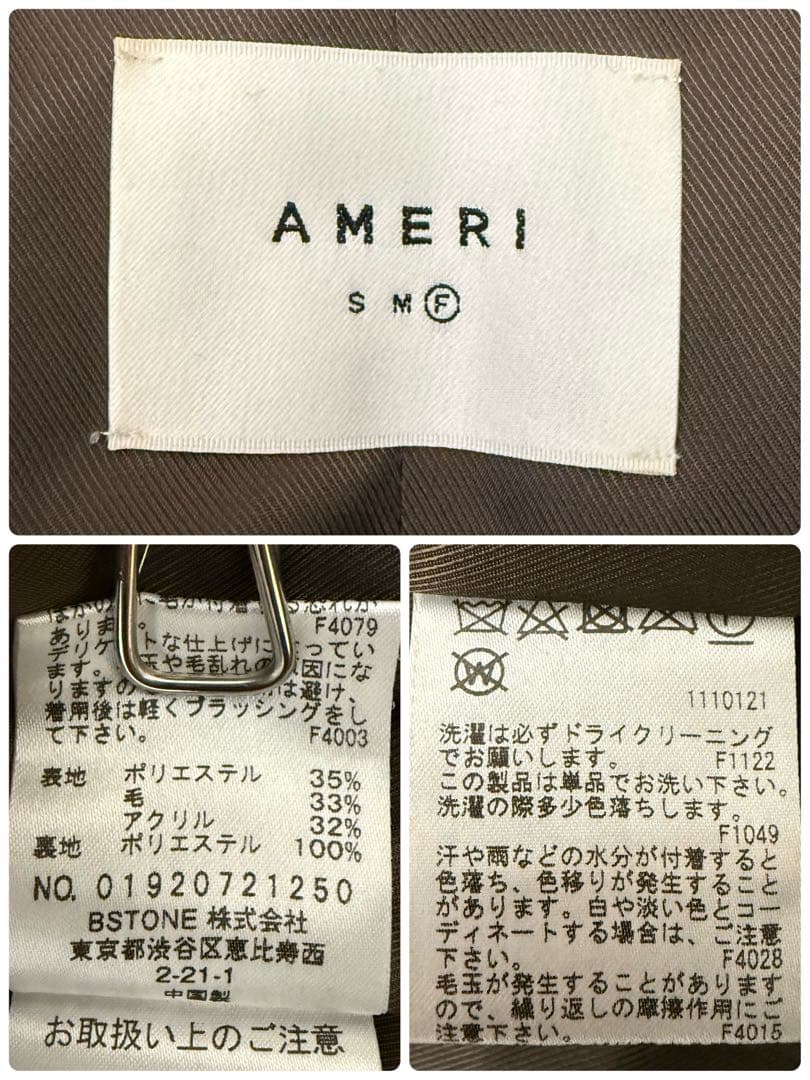 AMERI
S M F
F4079
デリケートな仕上げになってい
ます。毛玉や毛乱れの原因にな
りますの は避け、
着用後は軽くブラッシングをし
て下さい。 F4003
表地 ポリエステル 35%
毛 33%
アクリル 32%
裏地 ポリエステル 100%
NO. 01920721250
BSTONE 株式会社
東京都渋谷区恵比寿西
2-21-1
中国製
お取扱い上のご注意
W
1110121
洗濯は必ずドライクリーニング
でお願いします。 F1122
この製品は単品でお洗い下さい。
洗濯の際多少色落ちします。
F1049
汗や雨などの水分が付着すると
色落ち、色移りが発生すること
があります。白や淡い色とコー
ディネートする場合は、ご注意
下さい。 F4028
毛玉が発生することがあります
ので、繰り返しの摩擦作用にご
注意下さい。 F4015